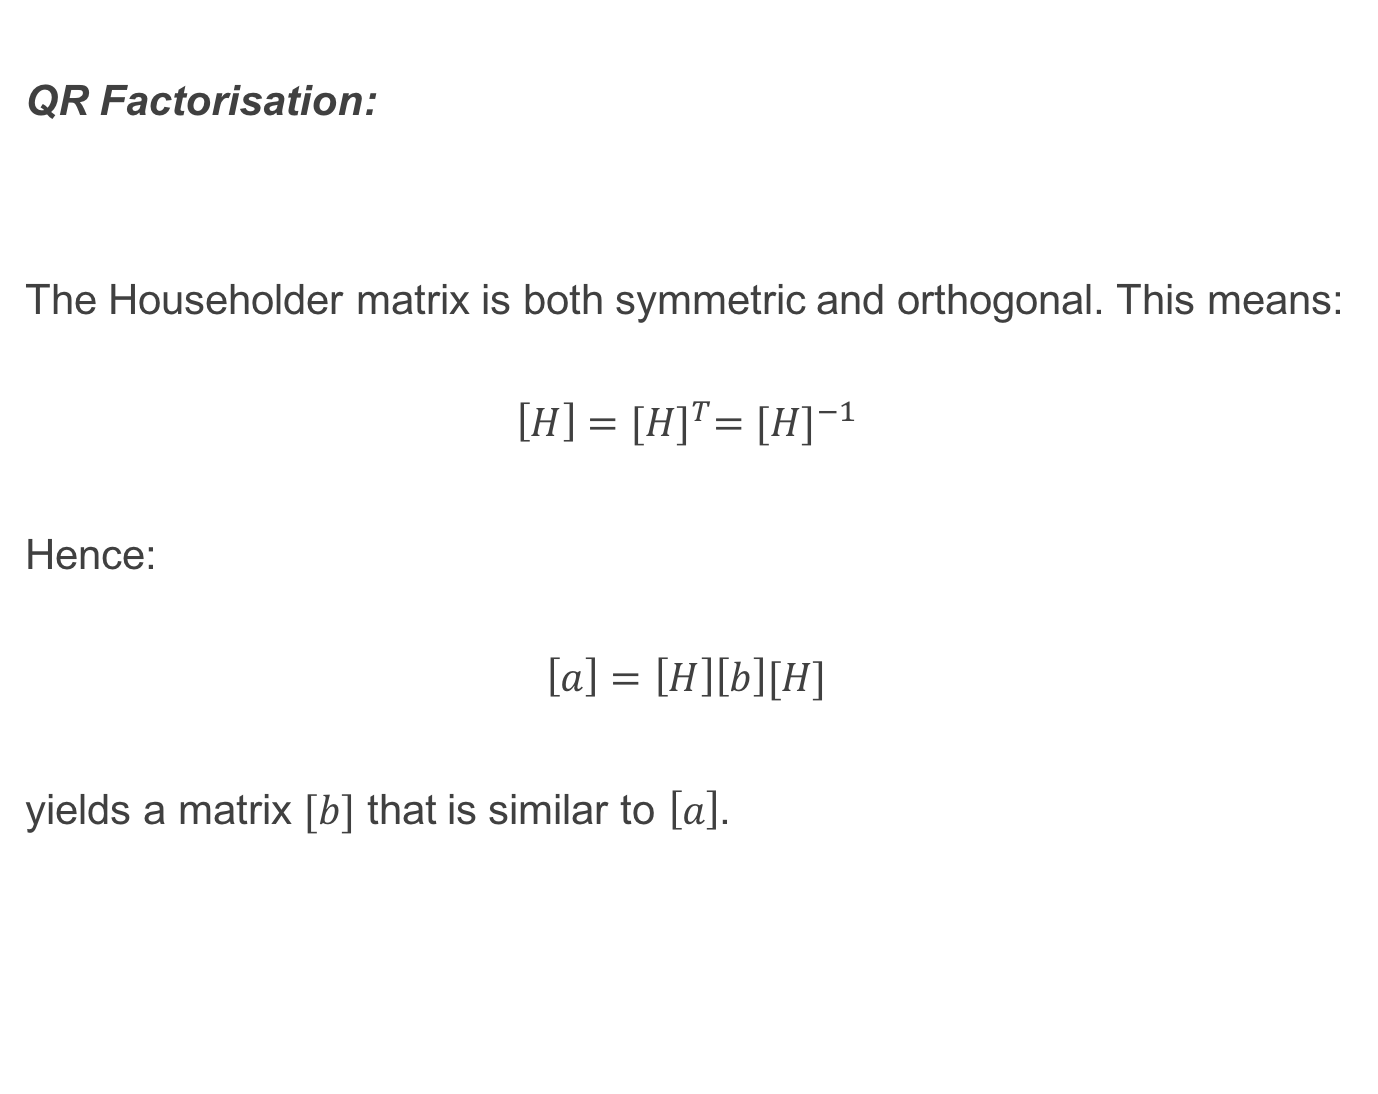 QR Factorisation:
The Householder matrix is both symmetric and orthogonal. This means:
[H] = [H]ᵀ = [H]⁻¹
Hence:
[a] = [H][b][H]
yields a matrix [b] that is similar to [a].